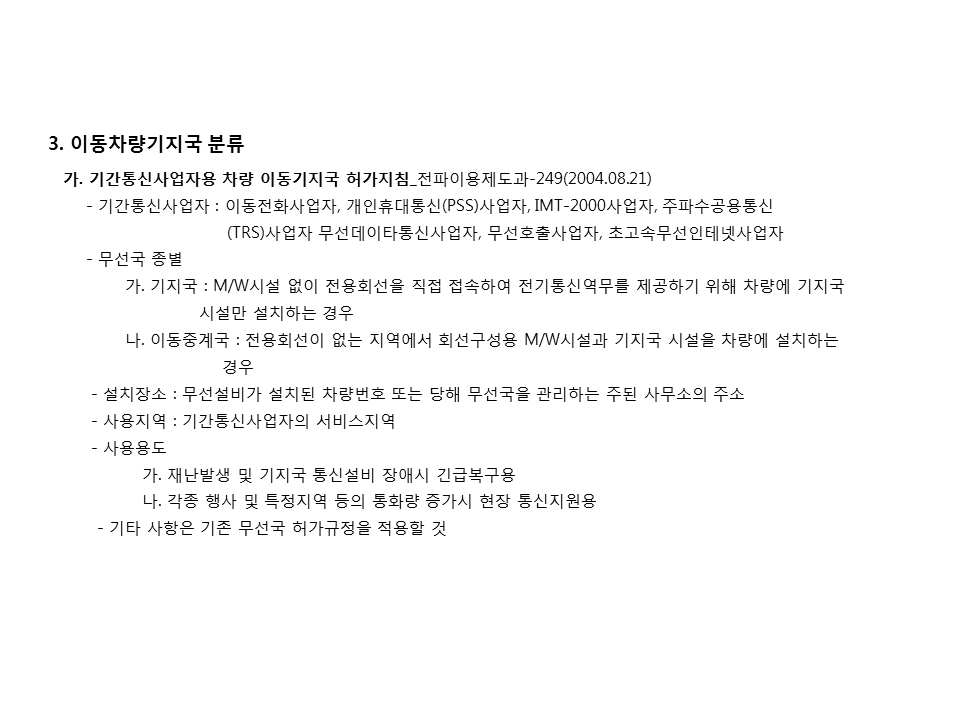 3. 이동차량기지국 분류
가. 기간통신사업자용 차량 이동기지국 허가지침_전파이용제도과-249(2004.08.21)
- 기간통신사업자 : 이동전화사업자, 개인휴대통신(PSS)사업자, IMT-2000사업자, 주파수공용통신
(TRS)사업자 무선데이타통신사업자, 무선호출사업자, 초고속무선인테넷사업자
- 무선국 종별
가. 기지국 : M/W시설 없이 전용회선을 직접 접속하여 전기통신역무를 제공하기 위해 차량에 기지국
시설만 설치하는 경우
나. 이동중계국 : 전용회선이 없는 지역에서 회선구성용 M/W시설과 기지국 시설을 차량에 설치하는
경우
- 설치장소 : 무선설비가 설치된 차량번호 또는 당해 무선국을 관리하는 주된 사무소의 주소
- 사용지역 : 기간통신사업자의 서비스지역
- 사용용도
가. 재난발생 및 기지국 통신설비 장애시 긴급복구용
나. 각종 행사 및 특정지역 등의 통화량 증가시 현장 통신지원용
- 기타 사항은 기존 무선국 허가규정을 적용할 것